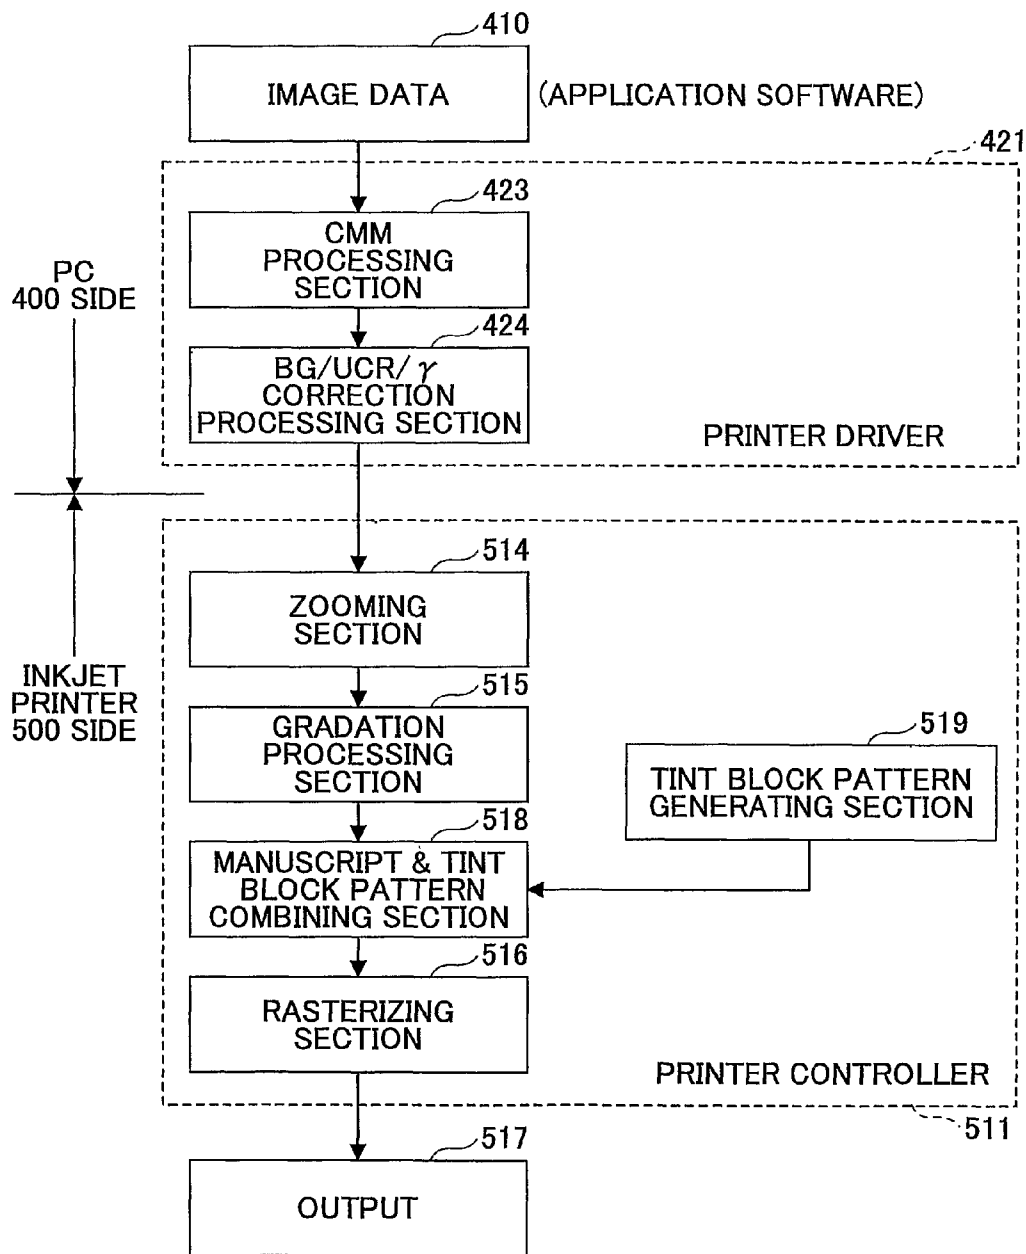 410
IMAGE DATA
(APPLICATION SOFTWARE)
421
423
CMM
PROCESSING
SECTION
PC
400 SIDE
424
BG/UCR/γ
CORRECTION
PROCESSING SECTION
PRINTER DRIVER
514
ZOOMING
SECTION
INKJET
PRINTER
500 SIDE
515
GRADATION
PROCESSING
SECTION
519
TINT BLOCK PATTERN
GENERATING SECTION
518
MANUSCRIPT & TINT
BLOCK PATTERN
COMBINING SECTION
516
RASTERIZING
SECTION
PRINTER CONTROLLER
511
517
OUTPUT